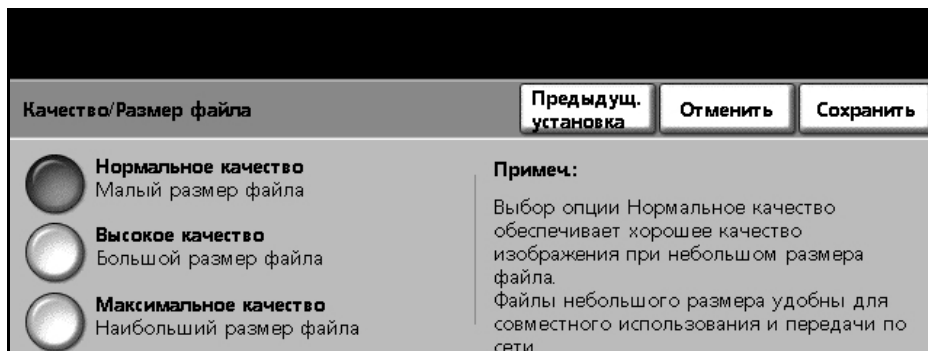 Качество/Размер файла
Предыдущ.
установка
Отменить
Сохранить
Нормальное качество
Малый размер файла
Высокое качество
Большой размер файла
Максимальное качество
Наибольший размер файла
Примеч.:
Выбор опции Нормальное качество
обеспечивает хорошее качество
изображения при небольшом размера
файла.
Файлы небольшого размера удобны для
совместного использования и передачи по
сети.